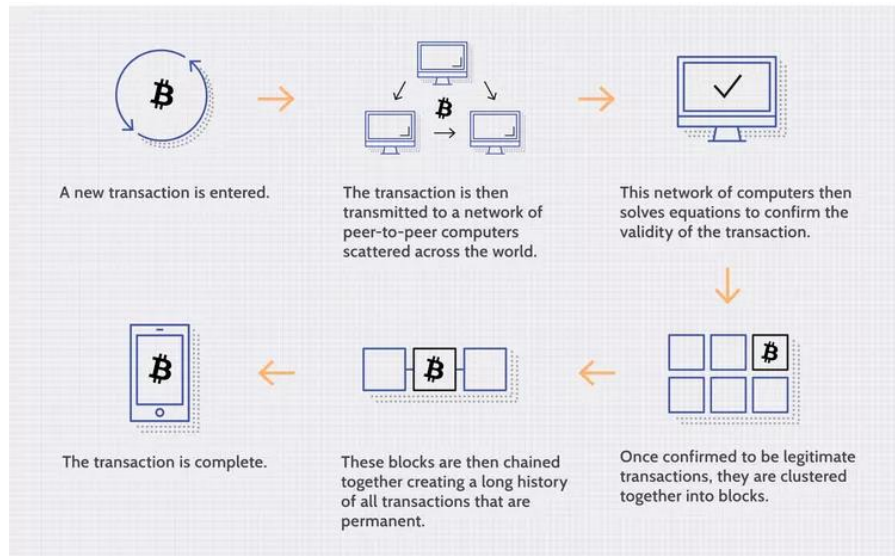 A new transaction is entered.
The transaction is then
transmitted to a network of
peer-to-peer computers
scattered across the world.
This network of computers then
solves equations to confirm the
validity of the transaction.
Once confirmed to be legitimate
transactions, they are clustered
together into blocks.
These blocks are then chained
together creating a long history
of all transactions that are
permanent.
The transaction is complete.